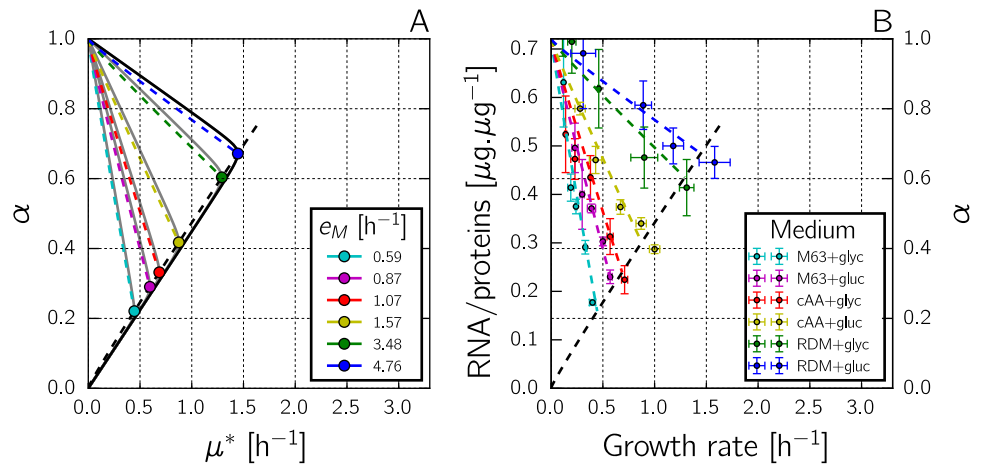 A
α
1.0
0.8
0.6
0.4
0.2
0.0
0.0 0.5 1.0 1.5 2.0 2.5 3.0
μ* [h⁻¹]
e_M [h⁻¹]
0.59
0.87
1.07
1.57
3.48
4.76
B
RNA/proteins [μg.μg⁻¹]
0.7
0.6
0.5
0.4
0.3
0.2
0.1
0.0
0.0 0.5 1.0 1.5 2.0 2.5 3.0
Growth rate [h⁻¹]
Medium
M63+glyc
M63+gluc
cAA+glyc
cAA+gluc
RDM+glyc
RDM+gluc
1.0
0.8
0.6
0.4
0.2
0.0
α